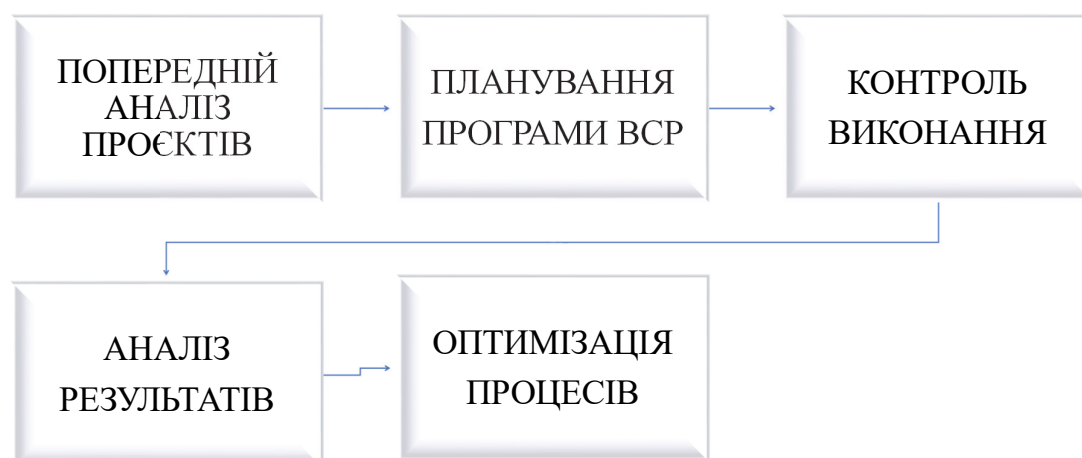 ПОПЕРЕДНІЙ
АНАЛІЗ
ПРОЄКТІВ
ПЛАНУВАННЯ
ПРОГРАМИ ВСР
КОНТРОЛЬ
ВИКОНАННЯ
АНАЛІЗ
РЕЗУЛЬТАТІВ
ОПТИМІЗАЦІЯ
ПРОЦЕСІВ